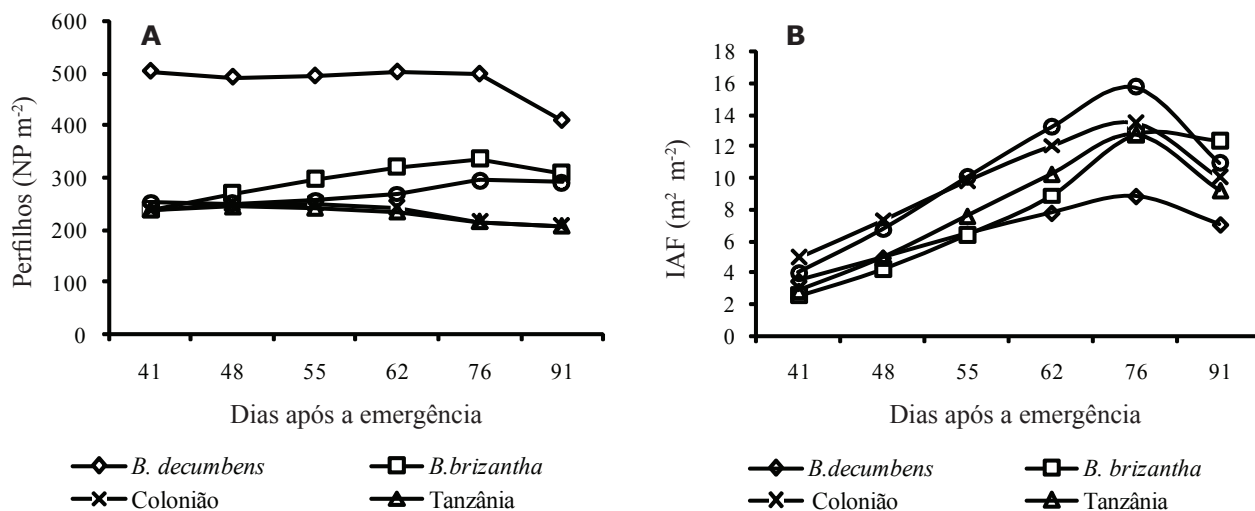 A
Perfilhos (NP m-2)
600
500
400
300
200
100
0
41 48 55 62 76 91
Dias após a emergência
B. decumbens B.brizantha
Colonião Tanzânia
B
IAF (m2 m-2)
18
16
14
12
10
8
6
4
2
0
41 48 55 62 76 91
Dias após a emergência
B.decumbens B. brizantha
Colonião Tanzânia